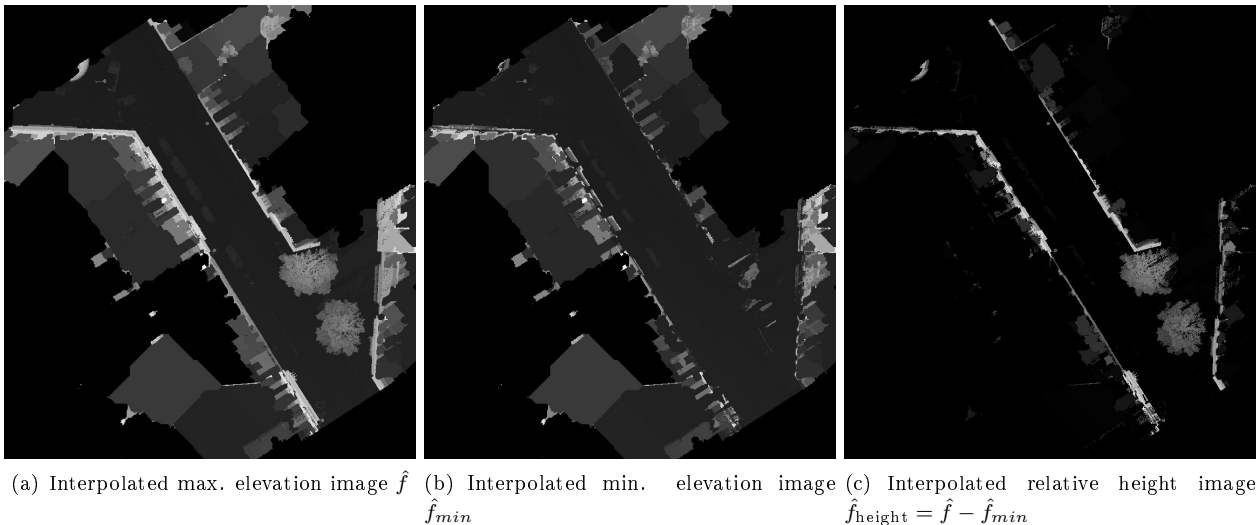 (a) Interpolated max. elevation image f̂
(b) Interpolated min. elevation image
f̂_min
(c) Interpolated relative height image
f̂_height = f̂ − f̂_min